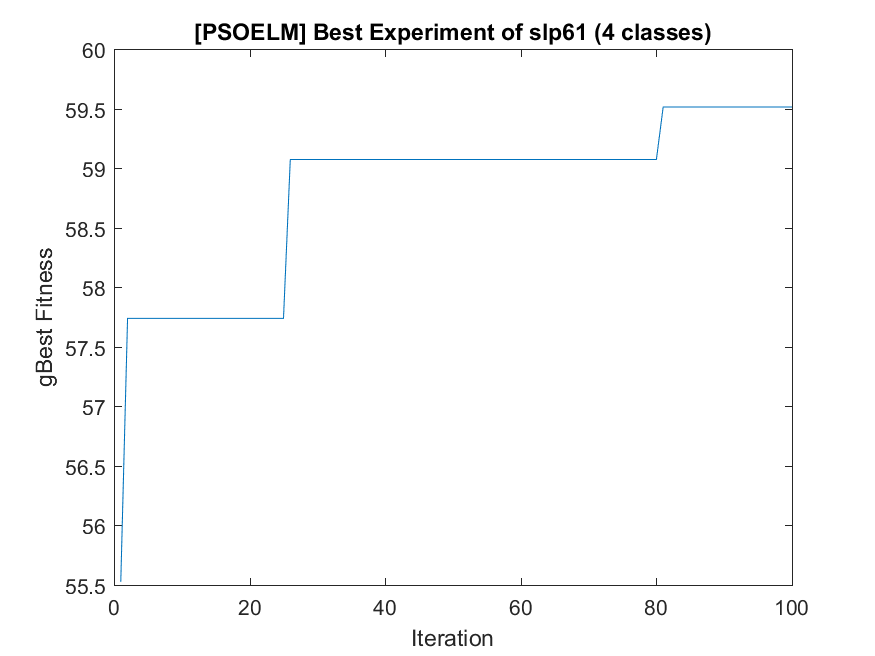 [PSOELM] Best Experiment of slp61 (4 classes)
60
59.5
59
58.5
58
57.5
57
56.5
56
55.5
gBest Fitness
0 20 40 60 80 100
Iteration